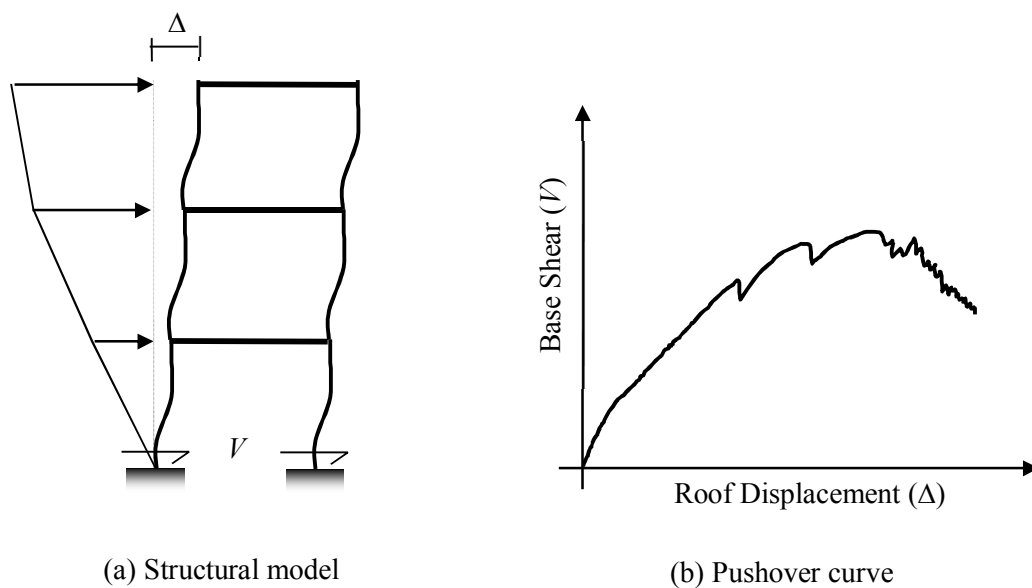 Δ
V
(a) Structural model
Base Shear (V)
Roof Displacement (Δ)
(b) Pushover curve